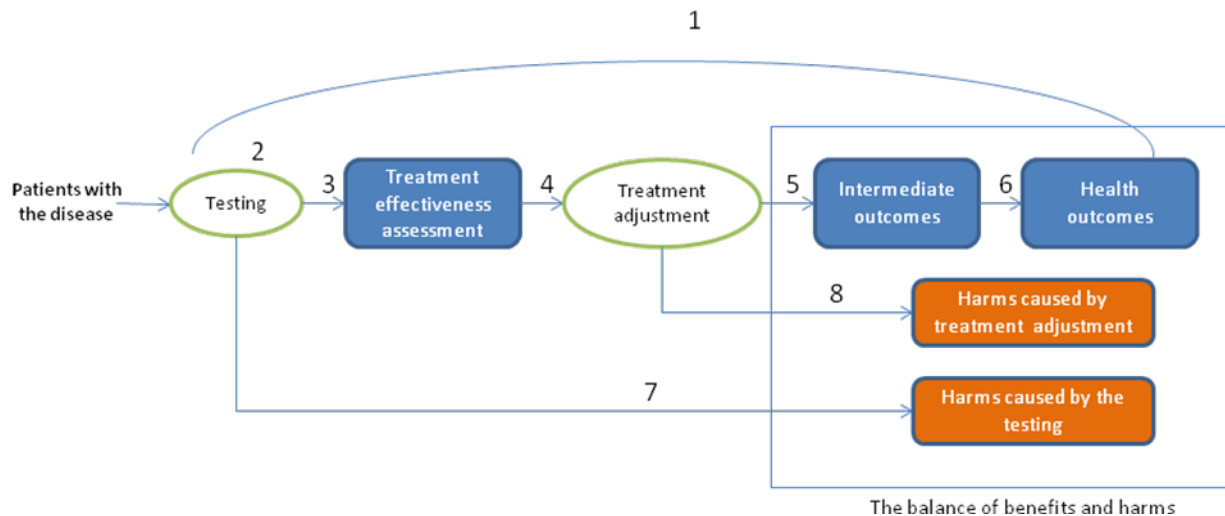 1
2
Patients with
the disease
Testing
3
Treatment
effectiveness
assessment
4
Treatment
adjustment
5
Intermediate
outcomes
6
Health
outcomes
8
Harms caused by
treatment adjustment
7
Harms caused by the
testing
The balance of benefits and harms